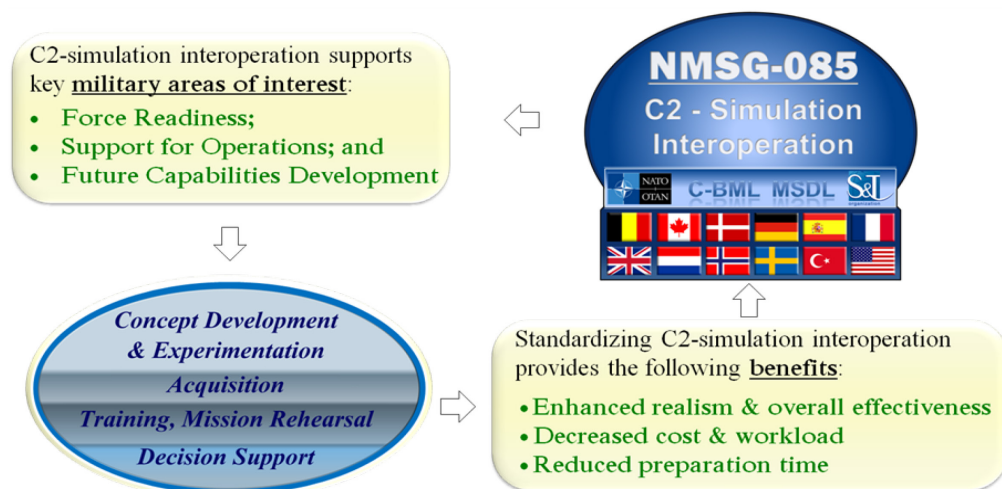 C2-simulation interoperation supports
key military areas of interest:
• Force Readiness;
• Support for Operations; and
• Future Capabilities Development
NMSG-085
C2 - Simulation
Interoperation
NATO
OTAN
C-BML MSDL
S&T
organization
Concept Development
& Experimentation
Acquisition
Training, Mission Rehearsal
Decision Support
Standardizing C2-simulation interoperation
provides the following benefits:
• Enhanced realism & overall effectiveness
• Decreased cost & workload
• Reduced preparation time